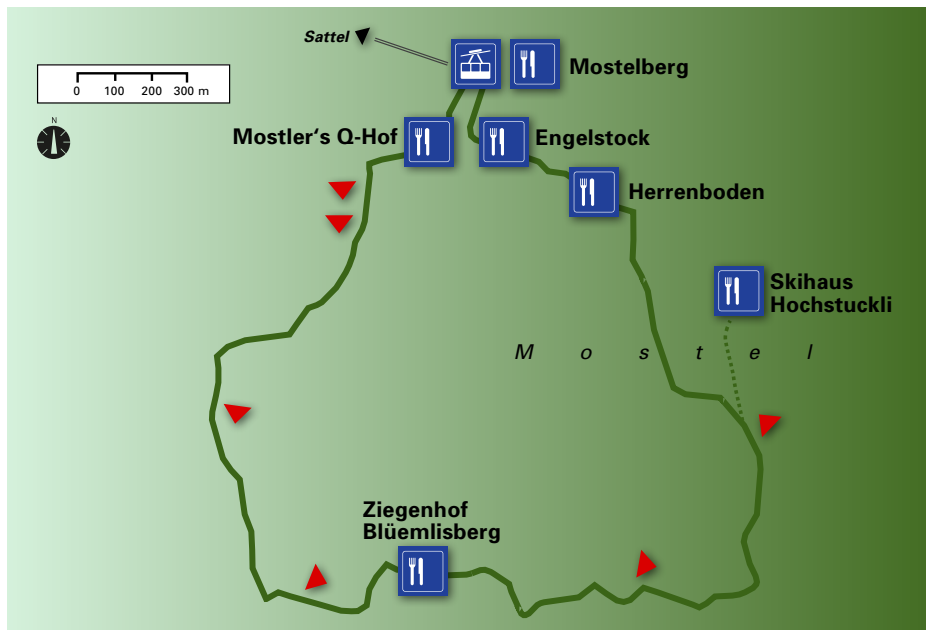 Sattel
Mostelberg
0 100 200 300 m
N
Mostler‘s Q-Hof
Engelstock
Herrenboden
Skihaus
Hochstuckli
M o s t e l
Ziegenhof
Blüemlisberg